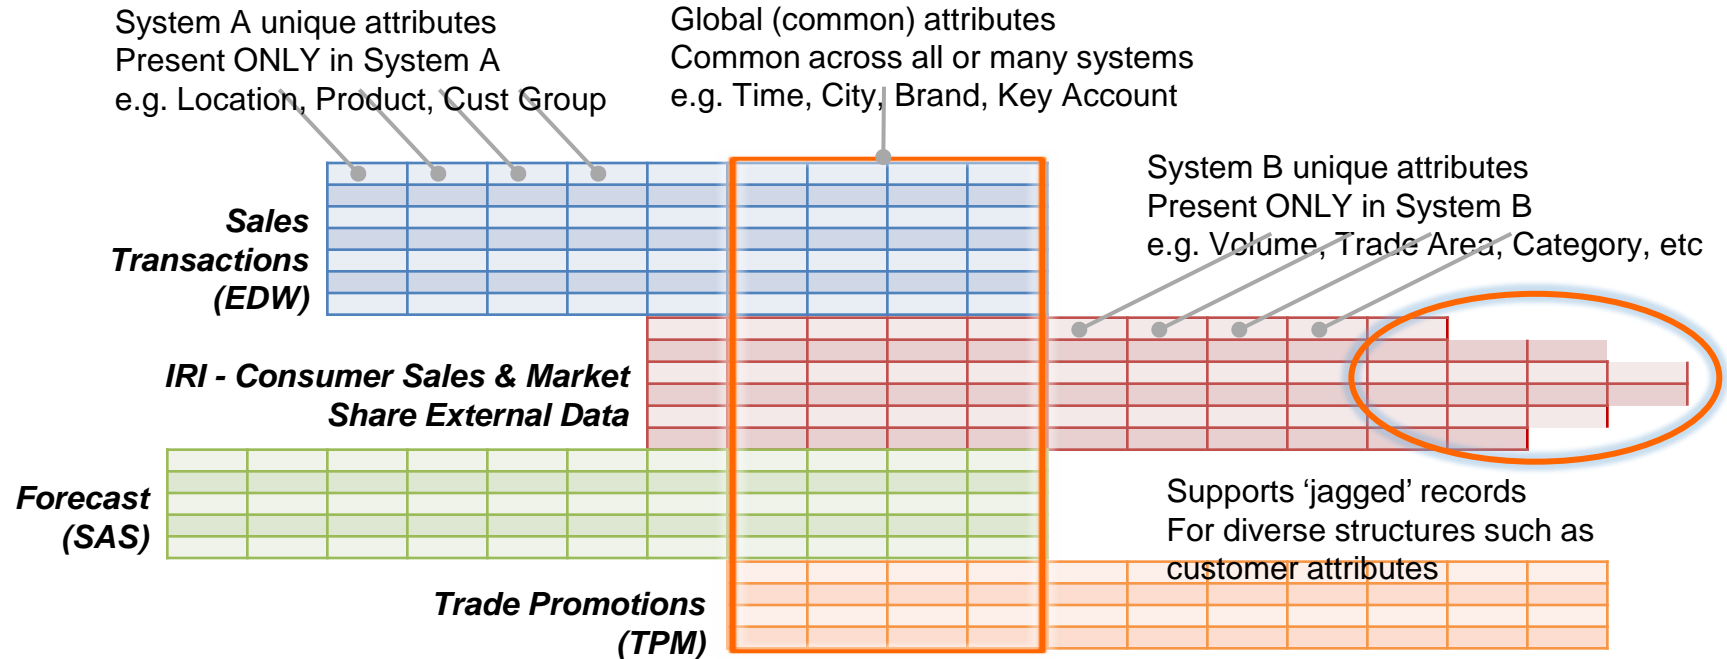 System A unique attributes
Present ONLY in System A
e.g. Location, Product, Cust Group
Global (common) attributes
Common across all or many systems
e.g. Time, City, Brand, Key Account
System B unique attributes
Present ONLY in System B
e.g. Volume, Trade Area, Category, etc
Sales
Transactions
(EDW)
IRI - Consumer Sales & Market
Share External Data
Forecast
(SAS)
Supports ‘jagged’ records
For diverse structures such as
customer attributes
Trade Promotions
(TPM)